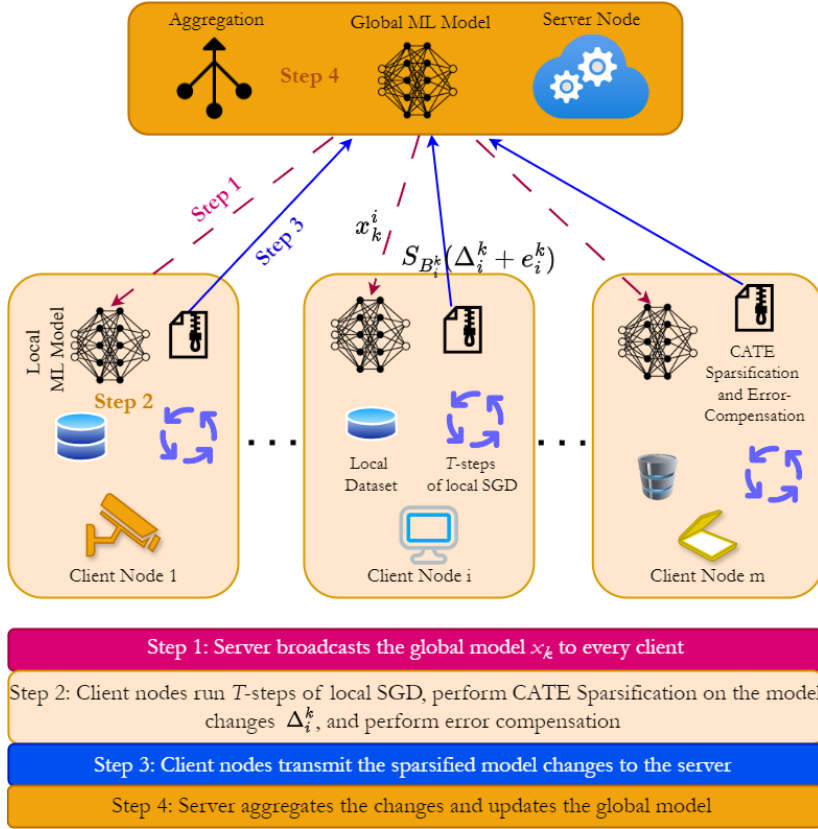 Aggregation
Global ML Model
Server Node
Step 4
Step 1
Step 3
$x_k^i$
$S_{B_i^k}(\Delta_i^k + e_i^k)$
Local
ML Model
Step 2
CATE
Sparsification
and Error-
Compensation
...
...
Local
Dataset
T-steps
of local SGD
Client Node 1
Client Node i
Client Node m
Step 1: Server broadcasts the global model $x_k$ to every client
Step 2: Client nodes run T-steps of local SGD, perform CATE Sparsification on the model
changes $\Delta_i^k$, and perform error compensation
Step 3: Client nodes transmit the sparsified model changes to the server
Step 4: Server aggregates the changes and updates the global model